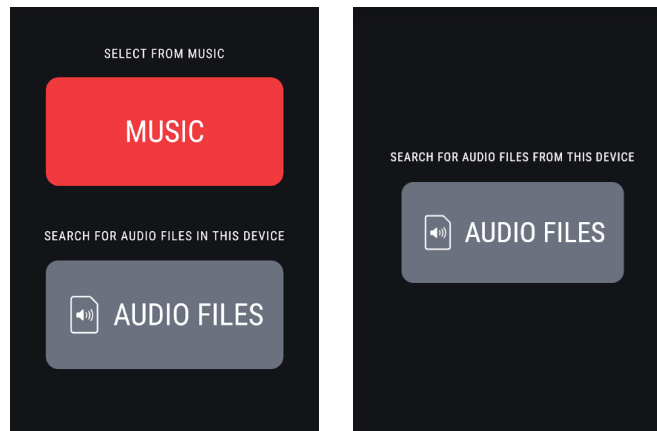 SELECT FROM MUSIC
MUSIC
SEARCH FOR AUDIO FILES IN THIS DEVICE
AUDIO FILES
SEARCH FOR AUDIO FILES FROM THIS DEVICE
AUDIO FILES